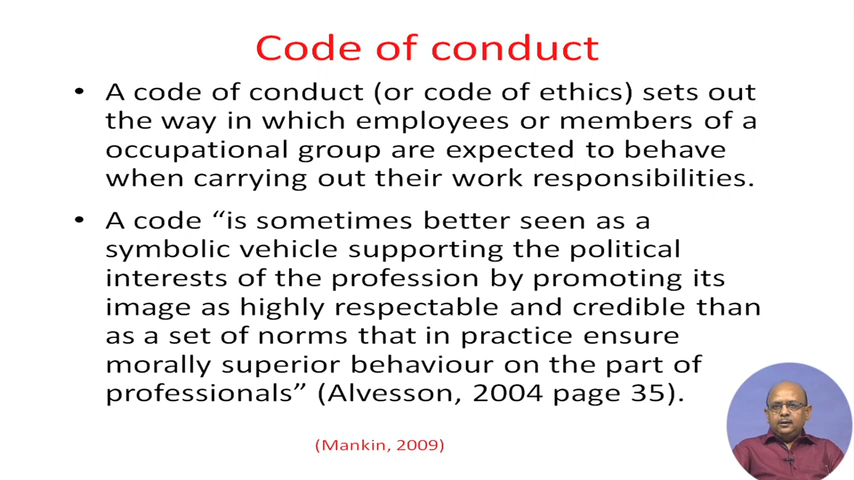 Code of conduct
• A code of conduct (or code of ethics) sets out
the way in which employees or members of a
occupational group are expected to behave
when carrying out their work responsibilities.
• A code “is sometimes better seen as a
symbolic vehicle supporting the political
interests of the profession by promoting its
image as highly respectable and credible than
as a set of norms that in practice ensure
morally superior behaviour on the part of
professionals” (Alvesson, 2004 page 35).
(Mankin, 2009)